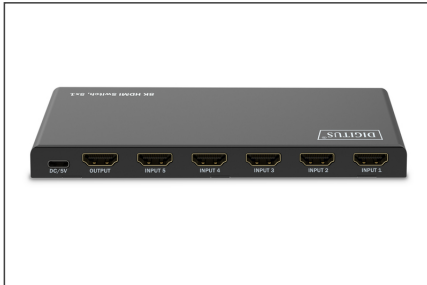 8K HDMI Switch, 5x1
DIGITUS®
DC/5V OUTPUT INPUT 5 INPUT 4 INPUT 3 INPUT 2 INPUT 1